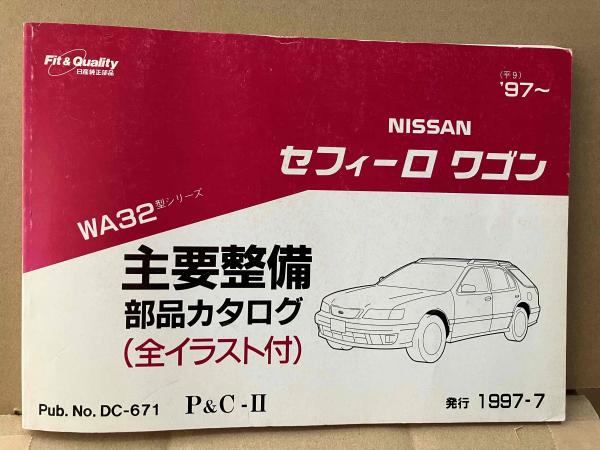 Fit & Quality
日産純正部品
(平9)
'97～
NISSAN
セフィーロ ワゴン
WA32型シリーズ
主要整備
部品カタログ
(全イラスト付)
Pub. No. DC-671 P&C-II
発行 1997-7